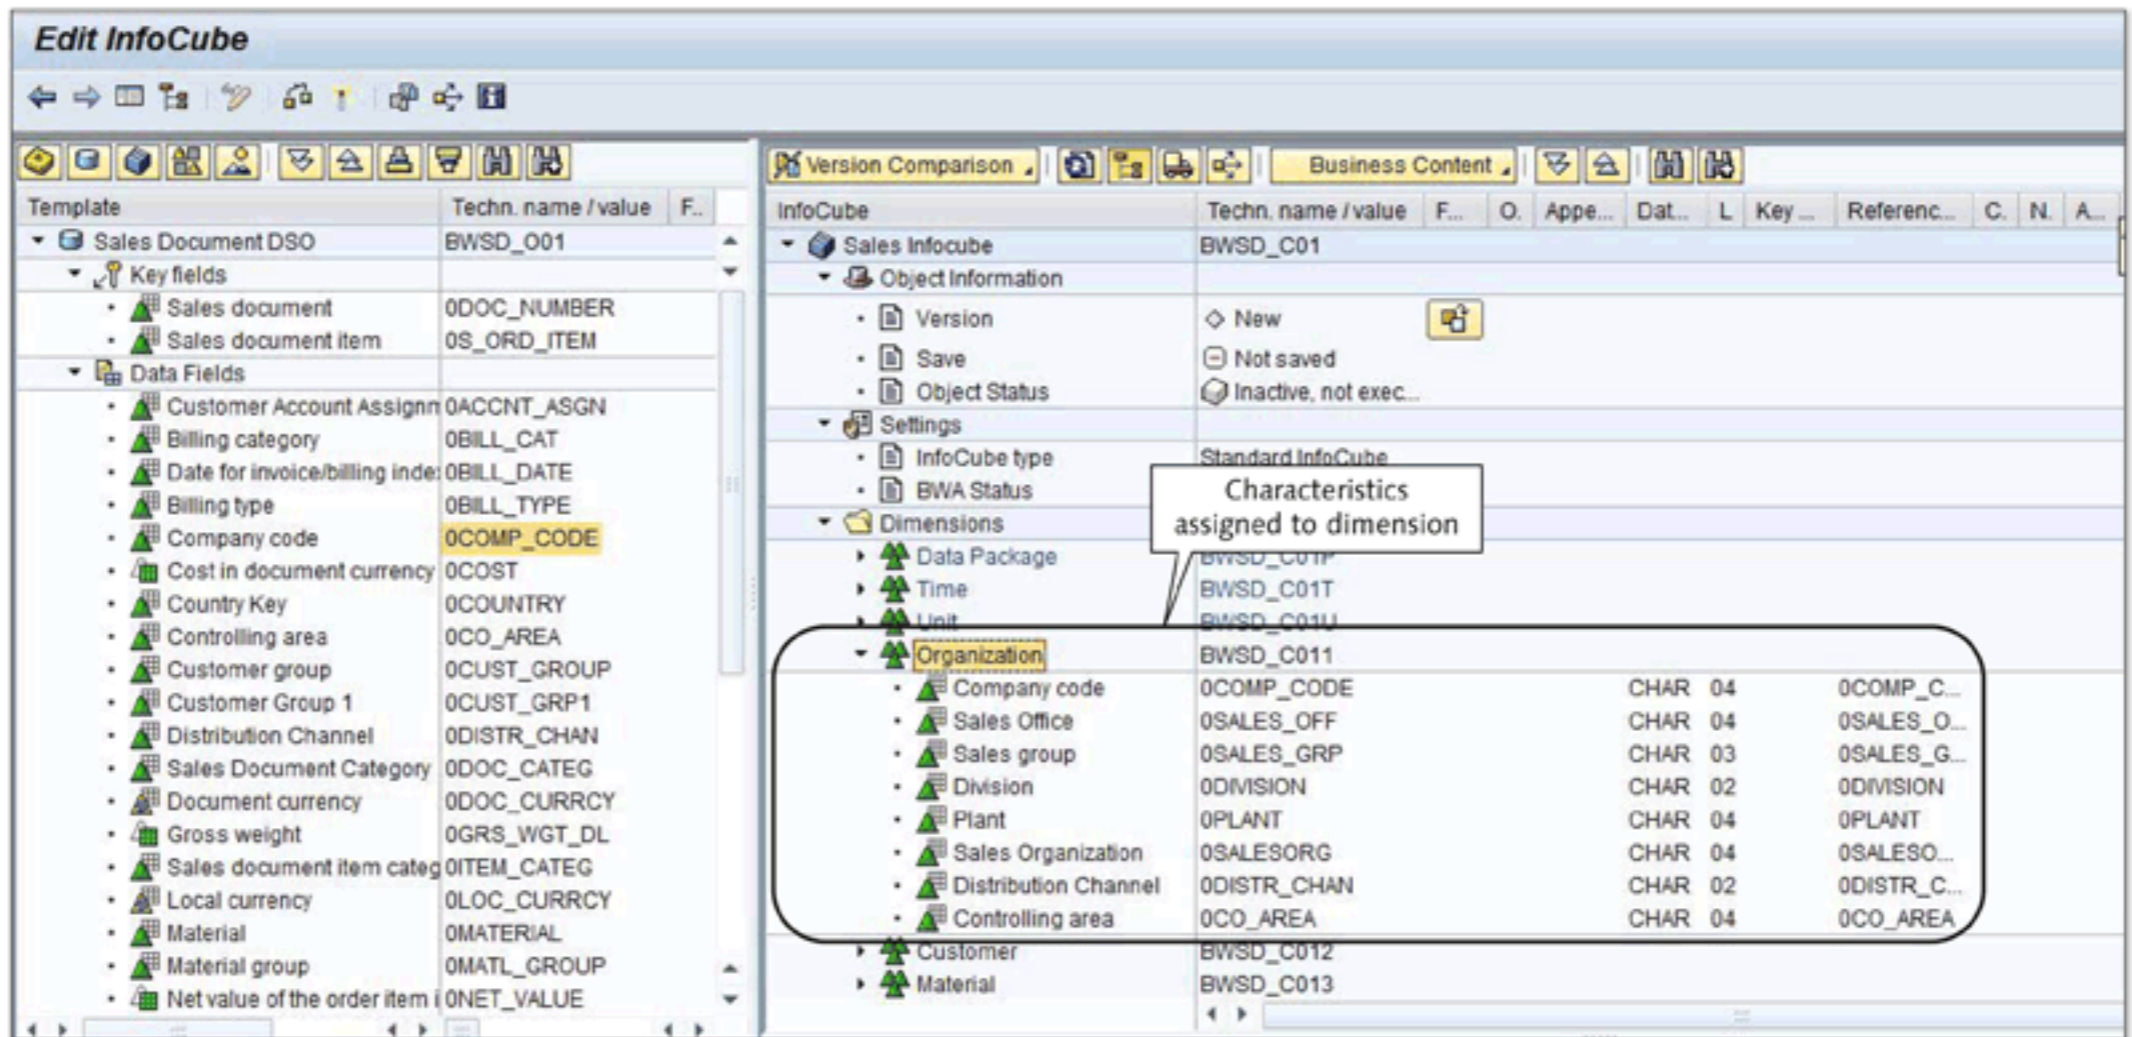 Edit InfoCube
Template Techn. name / value F..
Sales Document DSO BWSD_O01
Key fields
Sales document 0DOC_NUMBER
Sales document item 0S_ORD_ITEM
Data Fields
Customer Account Assignm 0ACCNT_ASGN
Billing category 0BILL_CAT
Date for invoice/billing inde: 0BILL_DATE
Billing type 0BILL_TYPE
Company code 0COMP_CODE
Cost in document currency 0COST
Country Key 0COUNTRY
Controlling area 0CO_AREA
Customer group 0CUST_GROUP
Customer Group 1 0CUST_GRP1
Distribution Channel 0DISTR_CHAN
Sales Document Category 0DOC_CATEG
Document currency 0DOC_CURRCY
Gross weight 0GRS_WGT_DL
Sales document item categ 0ITEM_CATEG
Local currency 0LOC_CURRCY
Material 0MATERIAL
Material group 0MATL_GROUP
Net value of the order item i 0NET_VALUE
Version Comparison Business Content
InfoCube Techn. name / value F... O. Appe... Dat... L Key ... Referenc... C. N. A...
Sales Infocube BWSD_C01
Object Information
Version New
Save Not saved
Object Status Inactive, not exec...
Settings
InfoCube type Standard InfoCube
BWA Status
Characteristics
assigned to dimension
Dimensions
Data Package BWSD_C01P
Time BWSD_C01T
Unit BWSD_C01U
Organization BWSD_C011
Company code 0COMP_CODE CHAR 04 0COMP_C...
Sales Office 0SALES_OFF CHAR 04 0SALES_O...
Sales group 0SALES_GRP CHAR 03 0SALES_G...
Division 0DIVISION CHAR 02 0DIVISION
Plant 0PLANT CHAR 04 0PLANT
Sales Organization 0SALESORG CHAR 04 0SALESO...
Distribution Channel 0DISTR_CHAN CHAR 02 0DISTR_C...
Controlling area 0CO_AREA CHAR 04 0CO_AREA
Customer BWSD_C012
Material BWSD_C013